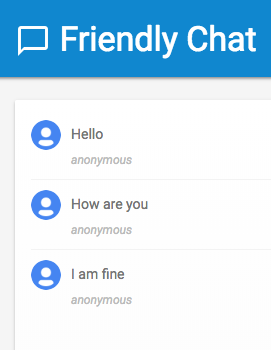 Friendly Chat
Hello
anonymous
How are you
anonymous
I am fine
anonymous